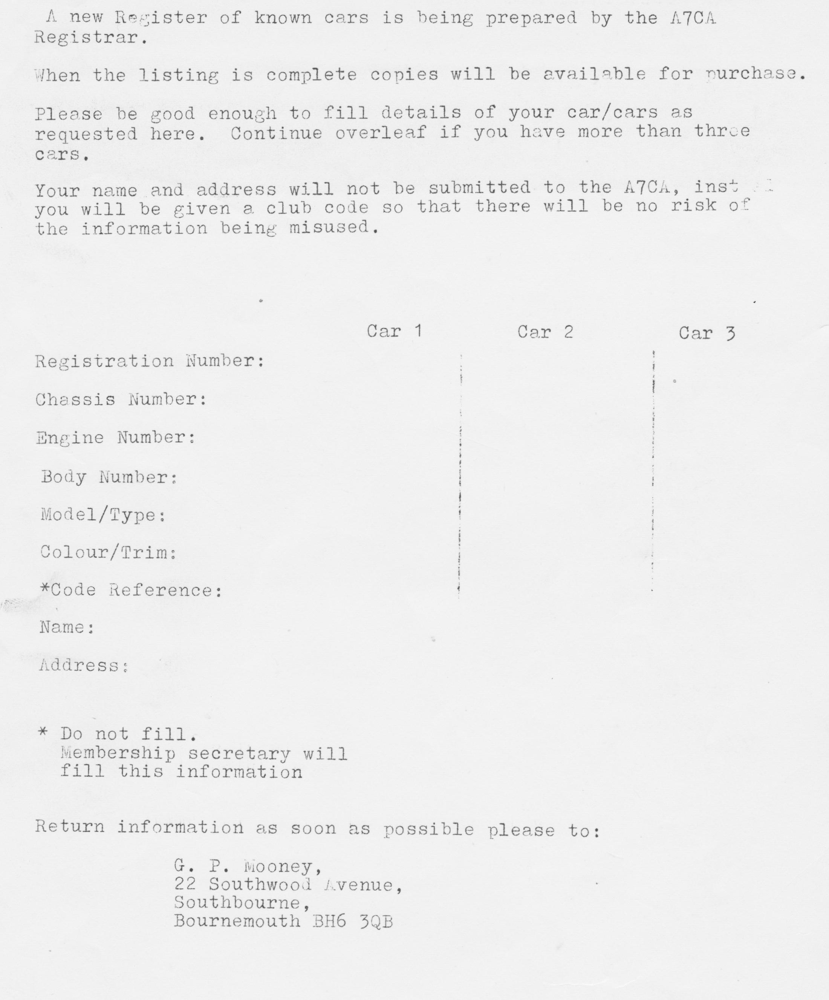 A new Register of known cars is being prepared by the A7CA
Registrar.
When the listing is complete copies will be available for purchase.
Please be good enough to fill details of your car/cars as
requested here. Continue overleaf if you have more than three
cars.
Your name and address will not be submitted to the A7CA,
you will be given a club code so that there will be no risk of
the information being misused.
Car 1 Car 2 Car 3
Registration Number:
Chassis Number:
Engine Number:
Body Number:
Model/Type:
Colour/Trim:
*Code Reference:
Name:
Address:
* Do not fill.
Membership secretary will
fill this information
Return information as soon as possible please to:
G. P. Mooney,
22 Southwood Avenue,
Southbourne,
Bournemouth BH6 3QB